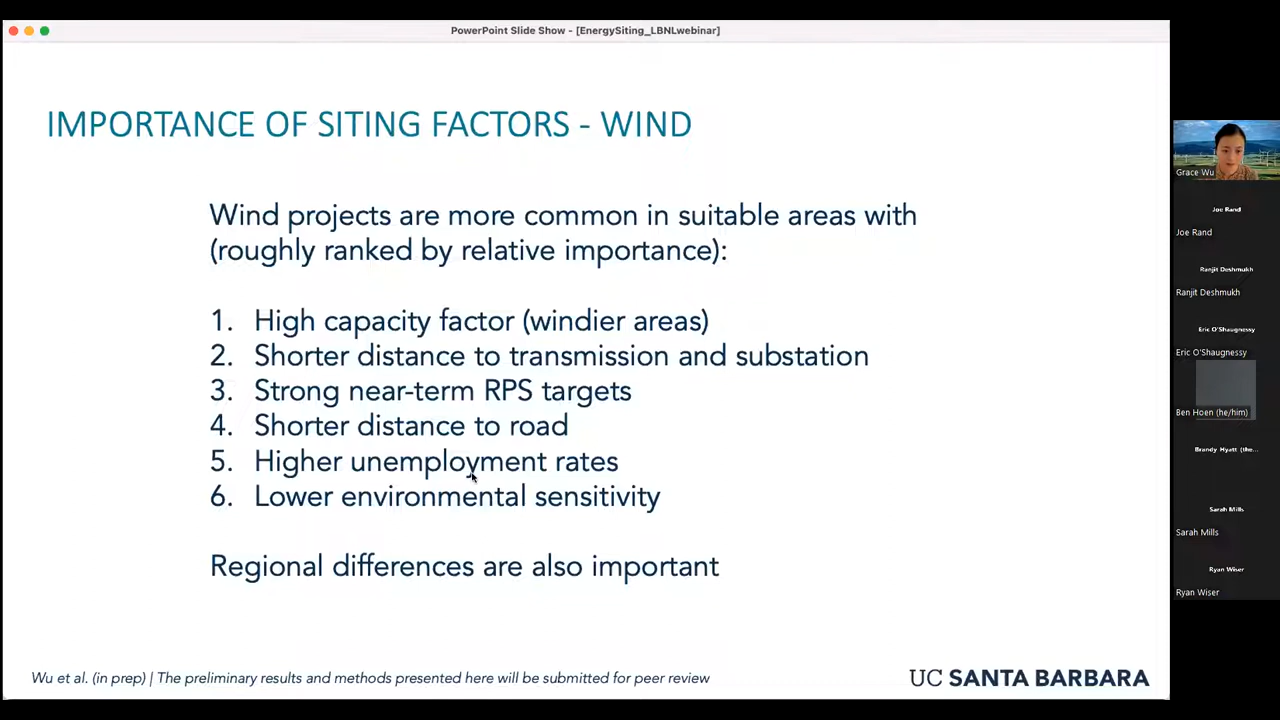 PowerPoint Slide Show - [EnergySiting_LBNLwebinar]
IMPORTANCE OF SITING FACTORS - WIND
Wind projects are more common in suitable areas with
(roughly ranked by relative importance):
1. High capacity factor (windier areas)
2. Shorter distance to transmission and substation
3. Strong near-term RPS targets
4. Shorter distance to road
5. Higher unemployment rates
6. Lower environmental sensitivity
Regional differences are also important
Wu et al. (in prep) | The preliminary results and methods presented here will be submitted for peer review
UC SANTA BARBARA
Grace Wu
Joe Rand
Joe Rand
Ranjit Deshmukh
Ranjit Deshmukh
Eric O'Shaugnessy
Eric O'Shaugnessy
Ben Hoen (he/him)
Brandy Hyatt (the...
Sarah Mills
Sarah Mills
Ryan Wiser
Ryan Wiser